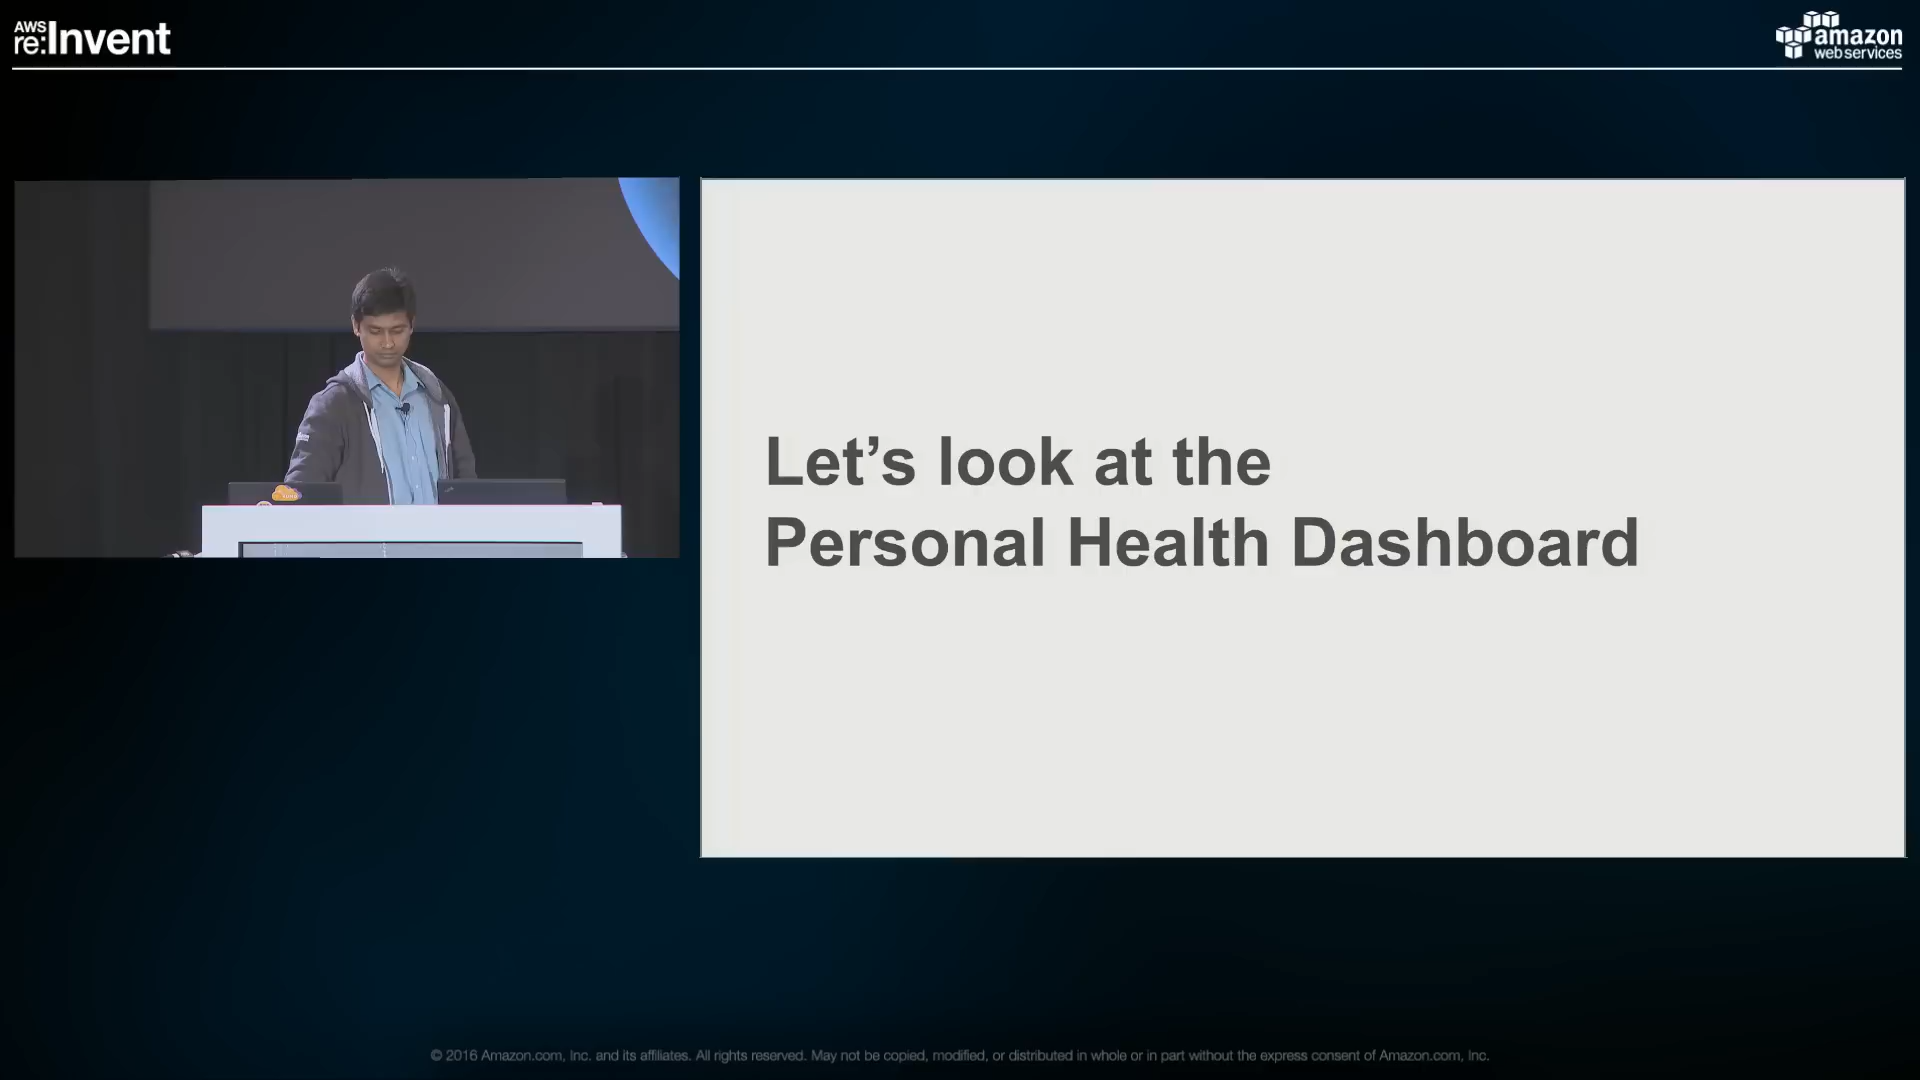 AWS
re:Invent
amazon
webservices
Let’s look at the
Personal Health Dashboard
© 2016 Amazon.com, Inc. and its affiliates. All rights reserved. May not be copied, modified, or distributed in whole or in part without the express consent of Amazon.com, Inc.